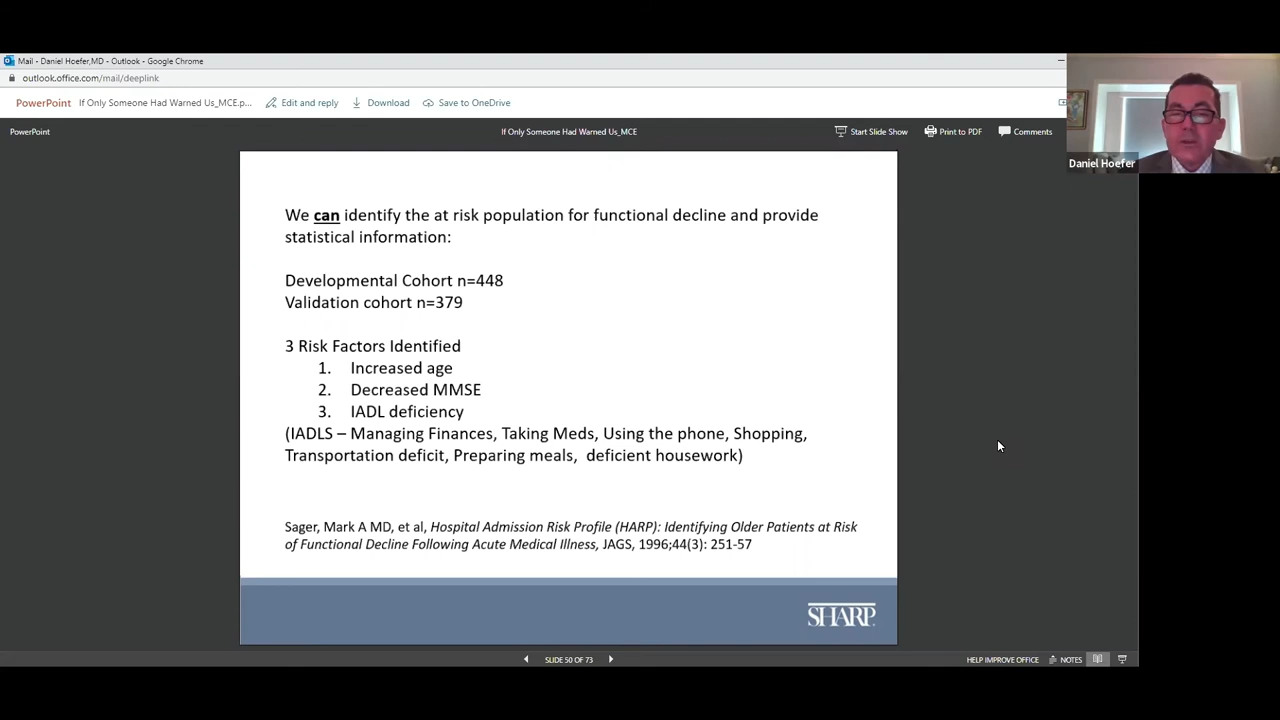 Mail - Daniel Hoefer,MD - Outlook - Google Chrome
outlook.office.com/mail/deeplink
PowerPoint If Only Someone Had Warned Us_MCE.p... Edit and reply Download Save to OneDrive
PowerPoint If Only Someone Had Warned Us_MCE Start Slide Show Print to PDF Comments
Daniel Hoefer
We can identify the at risk population for functional decline and provide
statistical information:
Developmental Cohort n=448
Validation cohort n=379
3 Risk Factors Identified
1. Increased age
2. Decreased MMSE
3. IADL deficiency
(IADLS – Managing Finances, Taking Meds, Using the phone, Shopping,
Transportation deficit, Preparing meals, deficient housework)
Sager, Mark A MD, et al, Hospital Admission Risk Profile (HARP): Identifying Older Patients at Risk
of Functional Decline Following Acute Medical Illness, JAGS, 1996;44(3): 251-57
SHARP
SLIDE 50 OF 73 HELP IMPROVE OFFICE NOTES